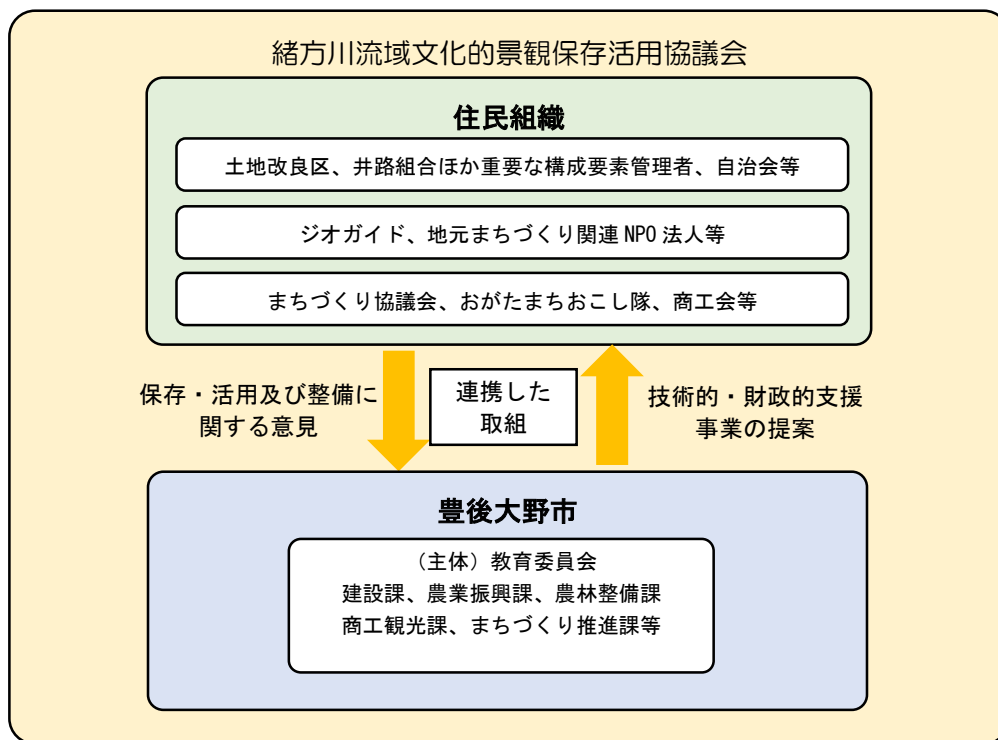 緒方川流域文化的景観保存活用協議会
住民組織
土地改良区、井路組合ほか重要な構成要素管理者、自治会等
ジオガイド、地元まちづくり関連 NPO 法人等
まちづくり協議会、おがたまちおこし隊、商工会等
保存・活用及び整備に
関する意見
連携した
取組
技術的・財政的支援
事業の提案
豊後大野市
（主体）教育委員会
建設課、農業振興課、農林整備課
商工観光課、まちづくり推進課等